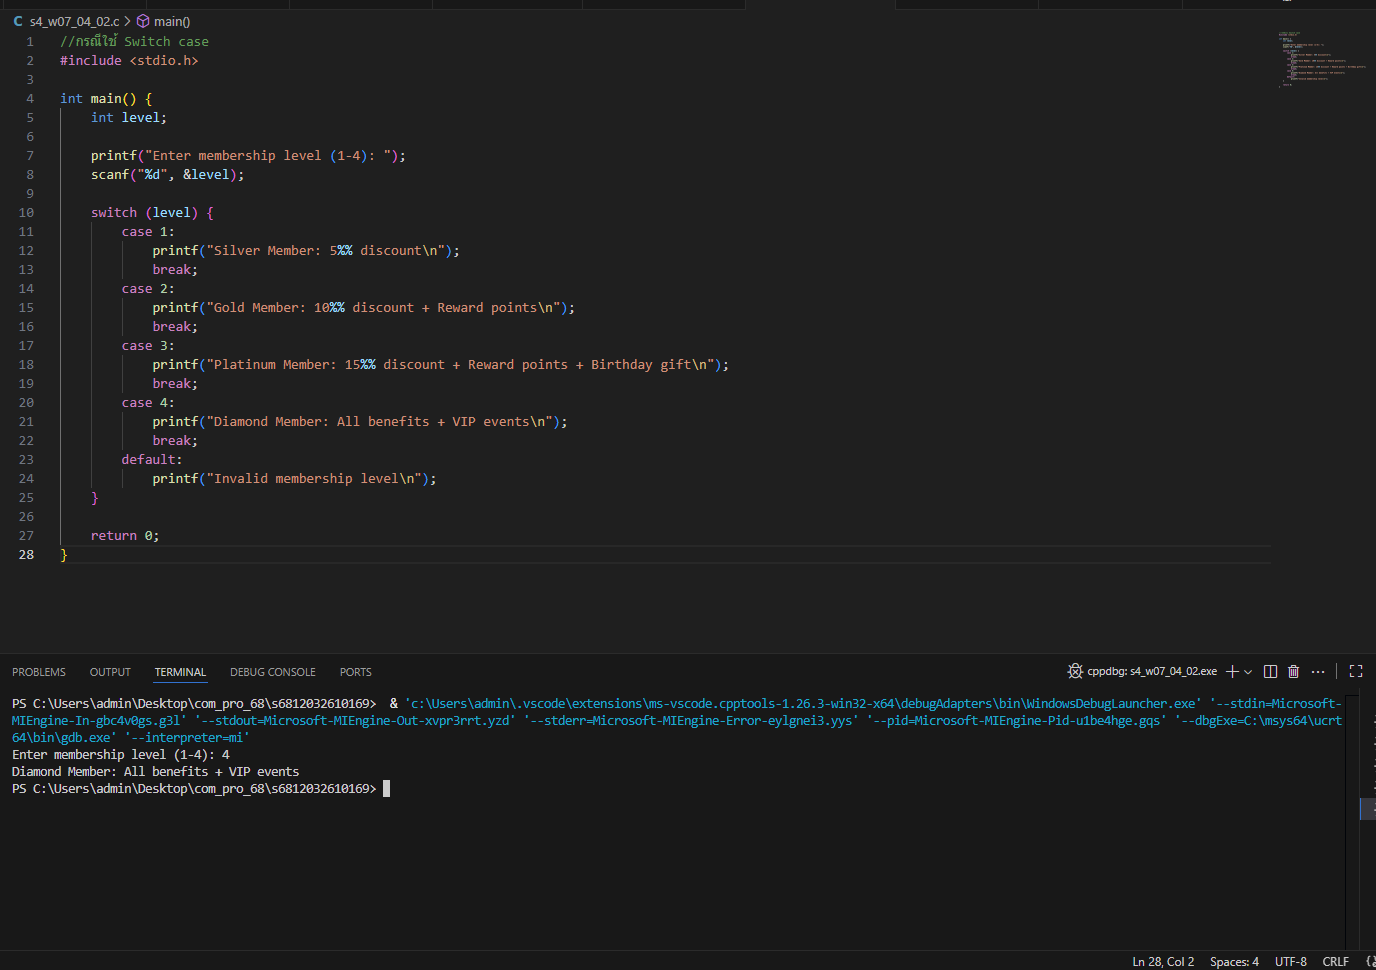 s4_w07_04_02.c > main()
1 //กรณีใช้ Switch case
2 #include <stdio.h>
3
4 int main() {
5 int level;
6
7 printf("Enter membership level (1-4): ");
8 scanf("%d", &level);
9
10 switch (level) {
11 case 1:
12 printf("Silver Member: 5%% discount\n");
13 break;
14 case 2:
15 printf("Gold Member: 10%% discount + Reward points\n");
16 break;
17 case 3:
18 printf("Platinum Member: 15%% discount + Reward points + Birthday gift\n");
19 break;
20 case 4:
21 printf("Diamond Member: All benefits + VIP events\n");
22 break;
23 default:
24 printf("Invalid membership level\n");
25 }
26
27 return 0;
28 }
PROBLEMS OUTPUT TERMINAL DEBUG CONSOLE PORTS cppdbg: s4_w07_04_02.exe
PS C:\Users\admin\Desktop\com_pro_68\s6812032610169> & 'c:\Users\admin\.vscode\extensions\ms-vscode.cpptools-1.26.3-win32-x64\debugAdapters\bin\WindowsDebugLauncher.exe' '--stdin=Microsoft-
MIEngine-In-gbc4v0gs.g3l' '--stdout=Microsoft-MIEngine-Out-xvpr3rrt.yzd' '--stderr=Microsoft-MIEngine-Error-eylgnei3.yys' '--pid=Microsoft-MIEngine-Pid-u1be4hge.gqs' '--dbgExe=C:\msys64\ucrt
64\bin\gdb.exe' '--interpreter=mi'
Enter membership level (1-4): 4
Diamond Member: All benefits + VIP events
PS C:\Users\admin\Desktop\com_pro_68\s6812032610169>
Ln 28, Col 2 Spaces: 4 UTF-8 CRLF